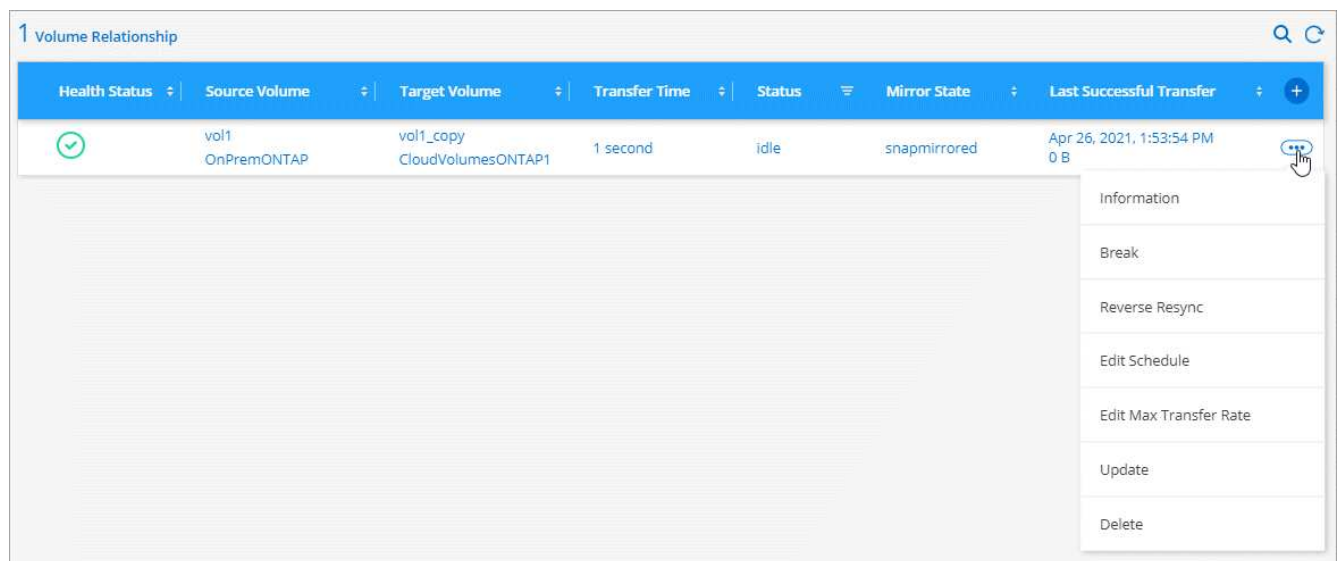 1 Volume Relationship
Health Status Source Volume Target Volume Transfer Time Status Mirror State Last Successful Transfer
vol1 vol1_copy Apr 26, 2021, 1:53:54 PM
OnPremONTAP CloudVolumesONTAP1 1 second idle snapmirrored 0 B
Information
Break
Reverse Resync
Edit Schedule
Edit Max Transfer Rate
Update
Delete